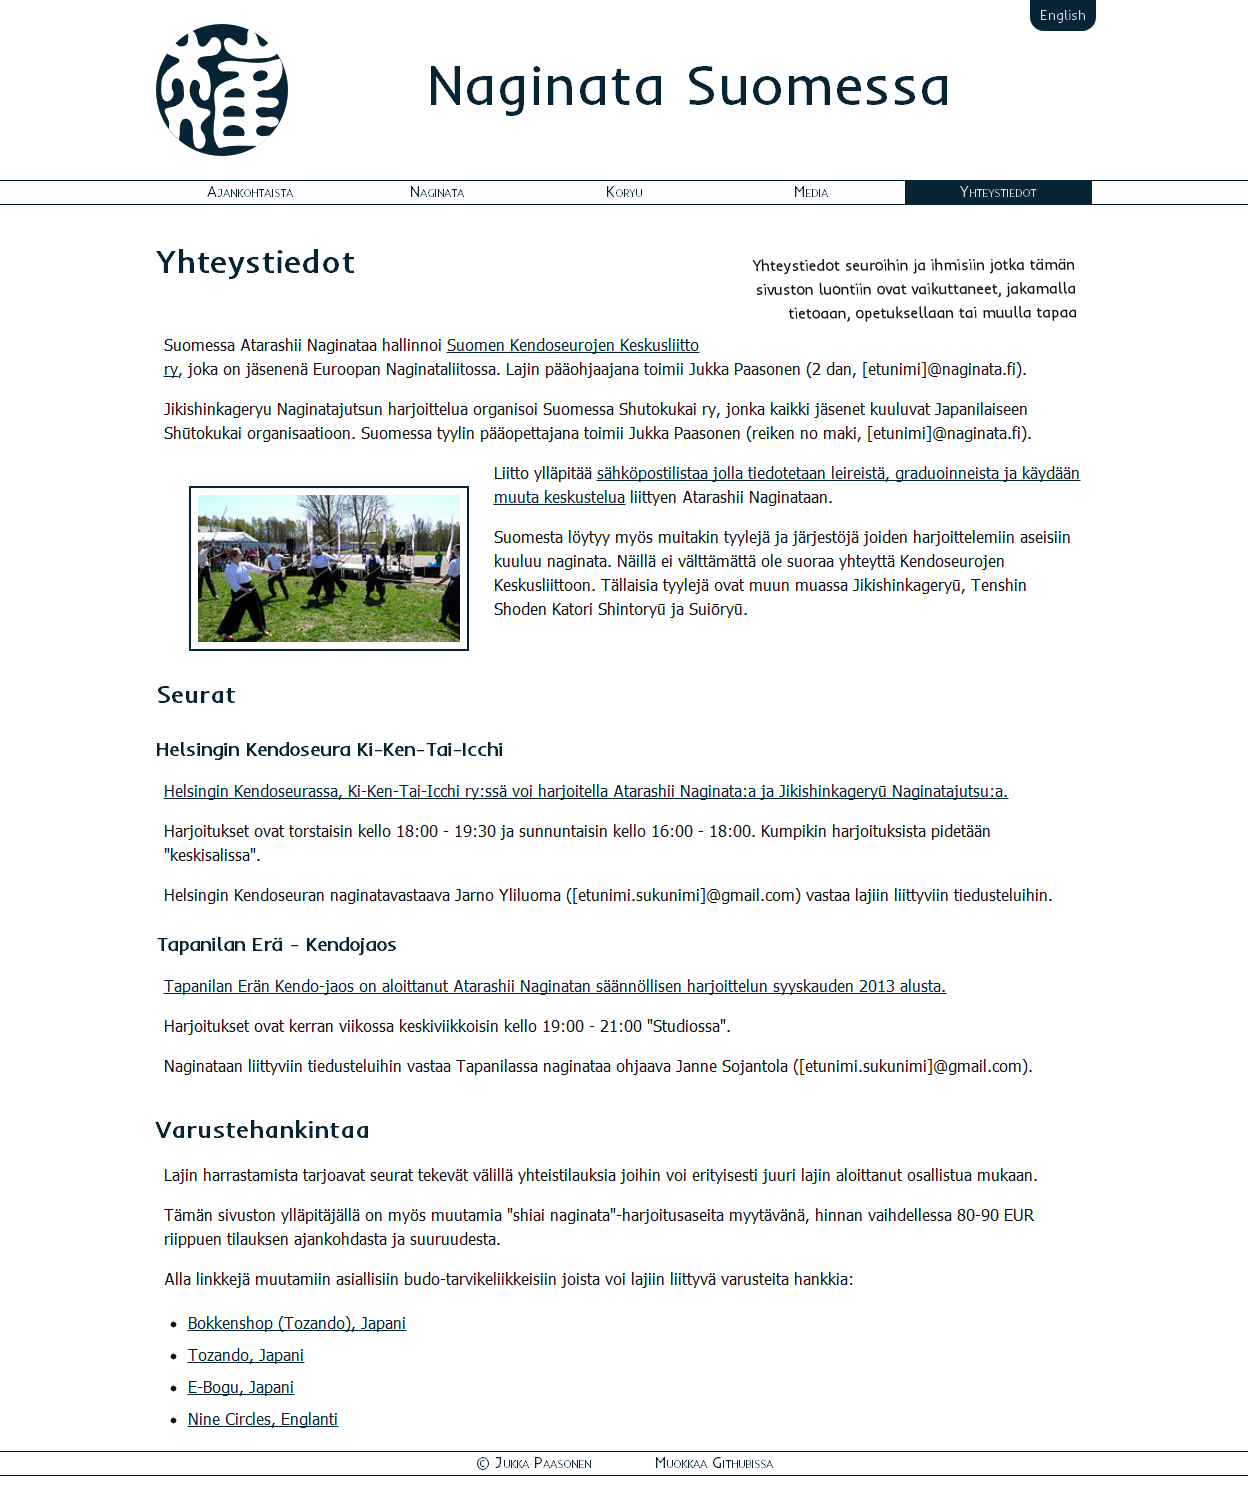 English
Naginata Suomessa
Ajankohtaista
Naginata
Koryu
Media
Yhteystiedot
Yhteystiedot
Yhteystiedot seuroihin ja ihmisiin jotka tämän
sivuston luontiin ovat vaikuttaneet, jakamalla
tietoaan, opetuksellaan tai muulla tapaa
Suomessa Atarashii Naginataa hallinnoi Suomen Kendoseurojen Keskusliitto
ry, joka on jäsenenä Euroopan Naginataliitossa. Lajin pääohjaajana toimii Jukka Paasonen (2 dan, [etunimi]@naginata.fi).
Jikishinkageryu Naginatajutsun harjoittelua organisoi Suomessa Shutokukai ry, jonka kaikki jäsenet kuuluvat Japanilaiseen
Shūtokukai organisaatioon. Suomessa tyylin pääopettajana toimii Jukka Paasonen (reiken no maki, [etunimi]@naginata.fi).
Liitto ylläpitää sähköpostilistaa jolla tiedotetaan leireistä, graduoinneista ja käydään
muuta keskustelua liittyen Atarashii Naginataan.
Suomesta löytyy myös muitakin tyylejä ja järjestöjä joiden harjoittelemiin aseisiin
kuuluu naginata. Näillä ei välttämättä ole suoraa yhteyttä Kendoseurojen
Keskusliittoon. Tällaisia tyylejä ovat muun muassa Jikishinkageryū, Tenshin
Shoden Katori Shintoryū ja Suiōryū.
Seurat
Helsingin Kendoseura Ki-Ken-Tai-Icchi
Helsingin Kendoseurassa, Ki-Ken-Tai-Icchi ry:ssä voi harjoitella Atarashii Naginata:a ja Jikishinkageryū Naginatajutsu:a.
Harjoitukset ovat torstaisin kello 18:00 - 19:30 ja sunnuntaisin kello 16:00 - 18:00. Kumpikin harjoituksista pidetään
"keskisalissa".
Helsingin Kendoseuran naginatavastaava Jarno Yliluoma ([etunimi.sukunimi]@gmail.com) vastaa lajiin liittyviin tiedusteluihin.
Tapanilan Erä - Kendojaos
Tapanilan Erän Kendo-jaos on aloittanut Atarashii Naginatan säännöllisen harjoittelun syyskauden 2013 alusta.
Harjoitukset ovat kerran viikossa keskiviikkoisin kello 19:00 - 21:00 "Studiossa".
Naginataan liittyviin tiedusteluihin vastaa Tapanilassa naginataa ohjaava Janne Sojantola ([etunimi.sukunimi]@gmail.com).
Varustehankintaa
Lajin harrastamista tarjoavat seurat tekevät välillä yhteistilauksia joihin voi erityisesti juuri lajin aloittanut osallistua mukaan.
Tämän sivuston ylläpitäjällä on myös muutamia "shiai naginata"-harjoitusaseita myytävänä, hinnan vaihdellessa 80-90 EUR
riippuen tilauksen ajankohdasta ja suuruudesta.
Alla linkkejä muutamiin asiallisiin budo-tarvikeliikkeisiin joista voi lajiin liittyvä varusteita hankkia:
• Bokkenshop (Tozando), Japani
• Tozando, Japani
• E-Bogu, Japani
• Nine Circles, Englanti
© Jukka Paasonen
Muokkaa Githubissa